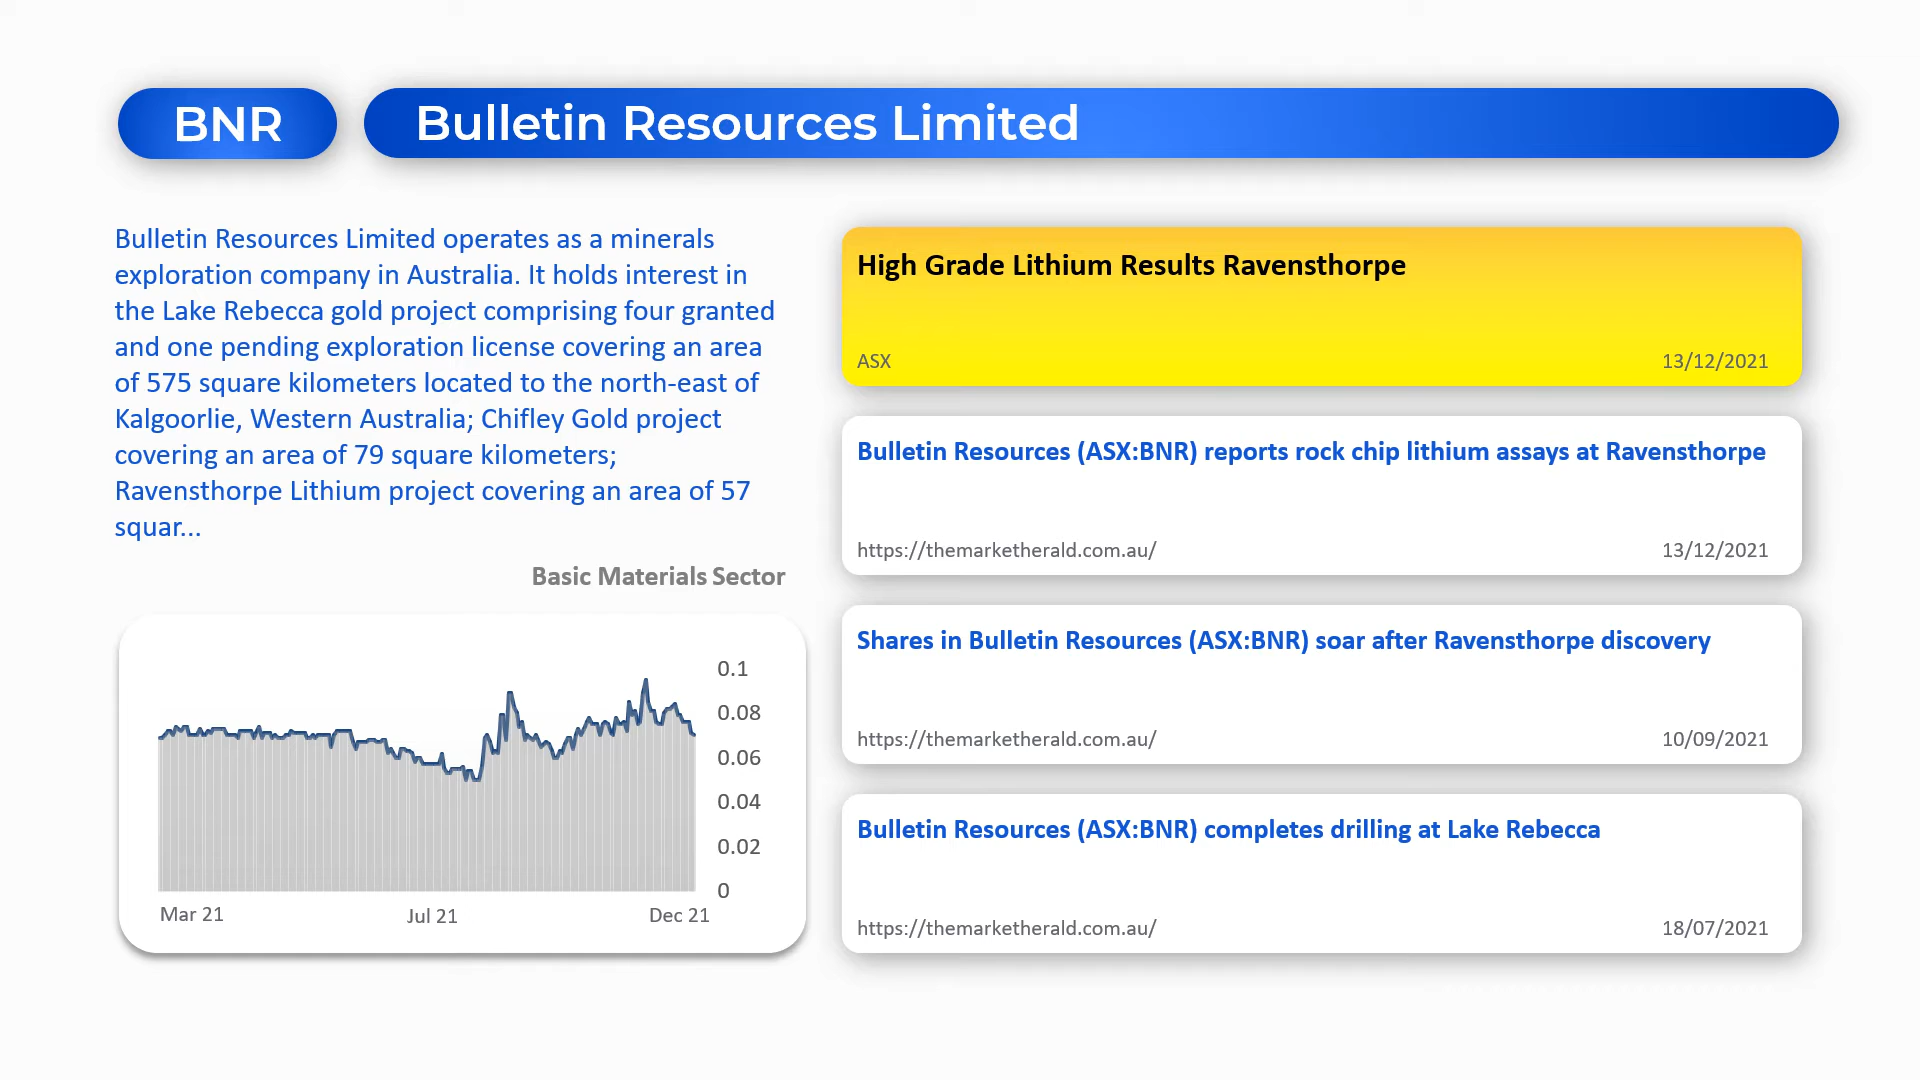 BNR
Bulletin Resources Limited
Bulletin Resources Limited operates as a minerals
exploration company in Australia. It holds interest in
the Lake Rebecca gold project comprising four granted
and one pending exploration license covering an area
of 575 square kilometers located to the north-east of
Kalgoorlie, Western Australia; Chifley Gold project
covering an area of 79 square kilometers;
Ravensthorpe Lithium project covering an area of 57
squar...
Basic Materials Sector
0.1
0.08
0.06
0.04
0.02
0
Mar 21
Jul 21
Dec 21
High Grade Lithium Results Ravensthorpe
ASX
13/12/2021
Bulletin Resources (ASX:BNR) reports rock chip lithium assays at Ravensthorpe
https://themarketherald.com.au/
13/12/2021
Shares in Bulletin Resources (ASX:BNR) soar after Ravensthorpe discovery
https://themarketherald.com.au/
10/09/2021
Bulletin Resources (ASX:BNR) completes drilling at Lake Rebecca
https://themarketherald.com.au/
18/07/2021